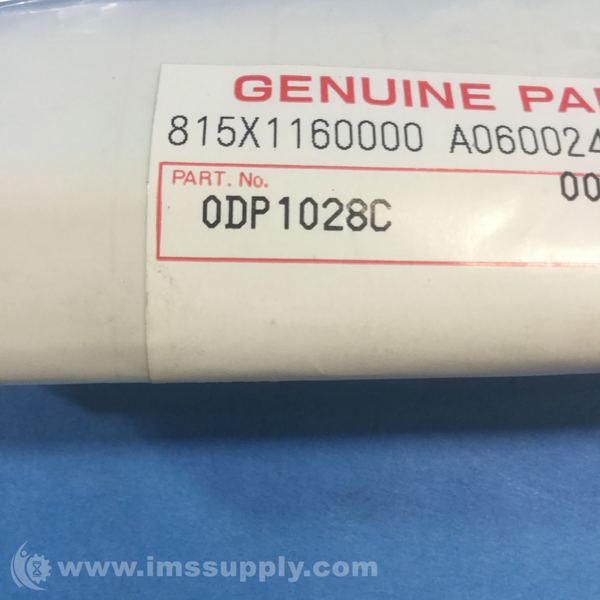 GENUINE PA
815X1160000 A060024
PART. No.
00
0DP1028C
www.imssupply.com